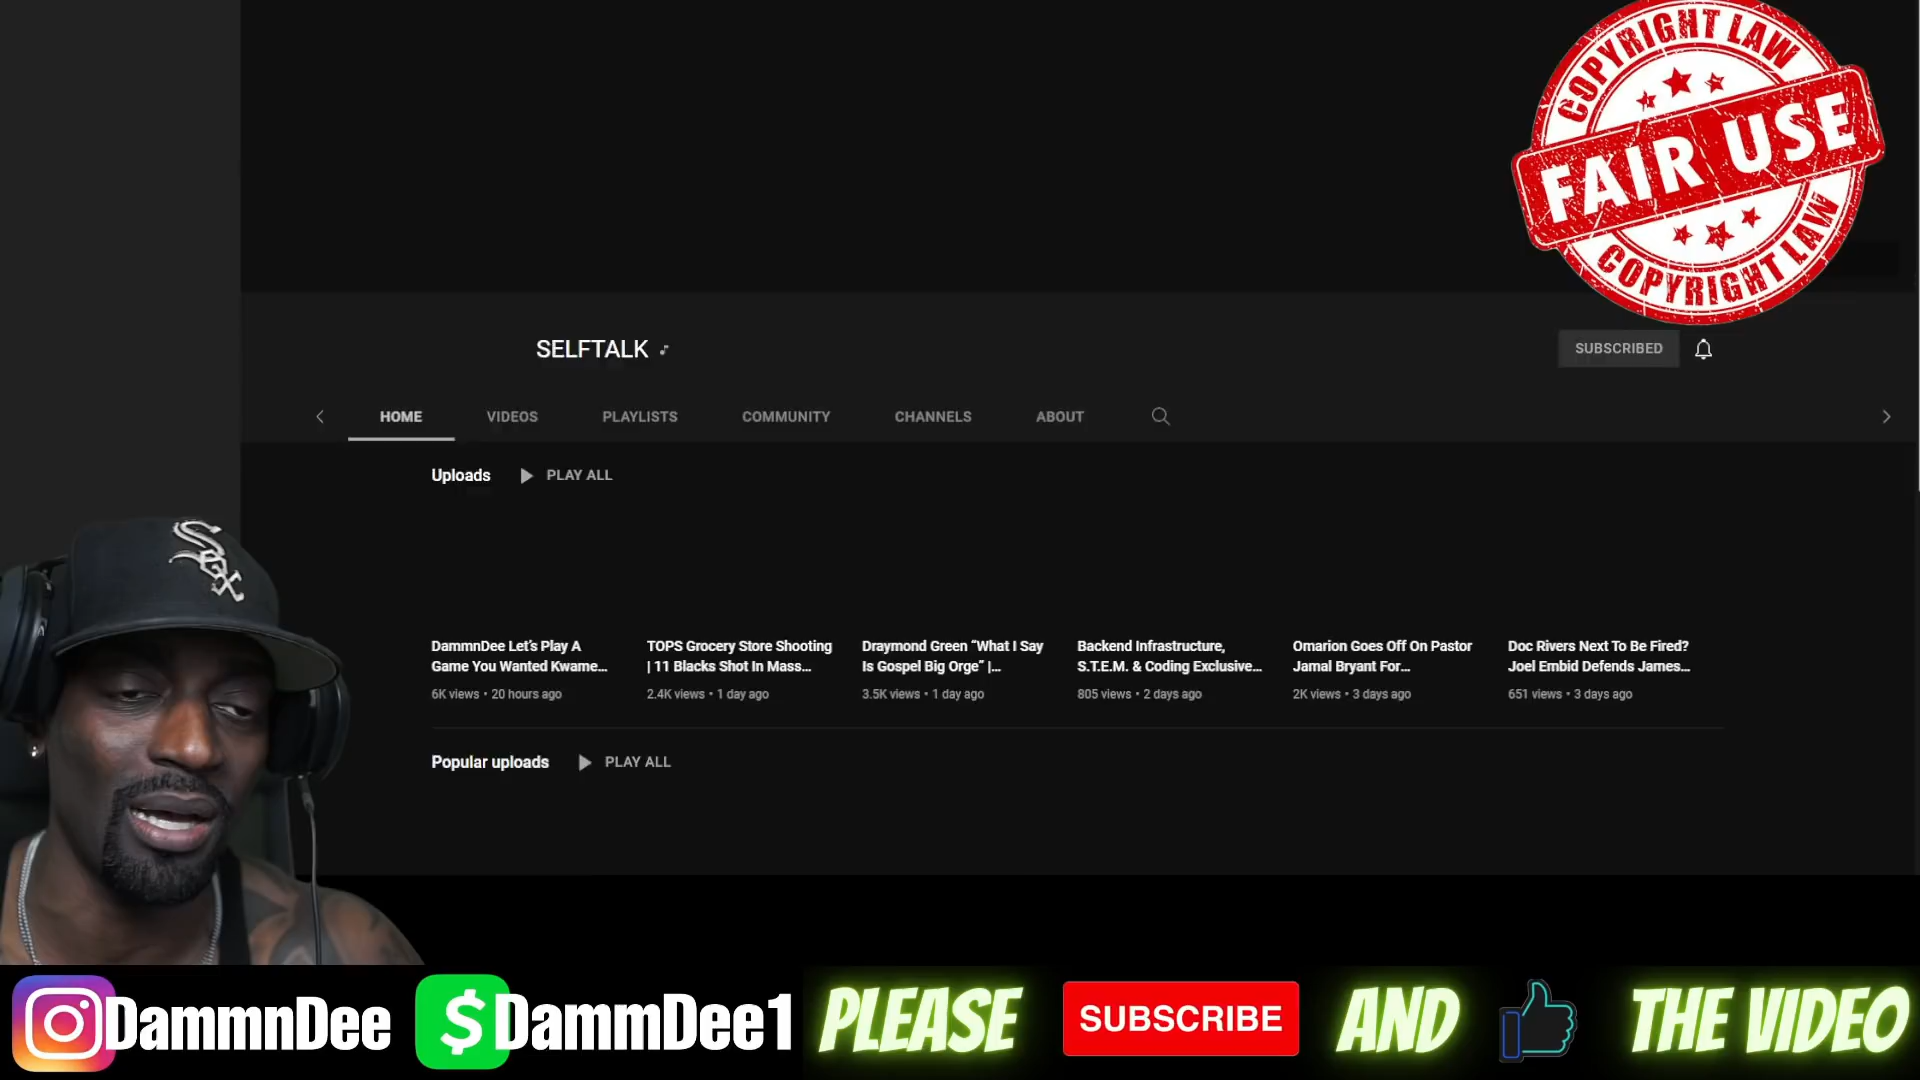 COPYRIGHT LAW
FAIR USE
COPYRIGHT LAW
SELFTALK
SUBSCRIBED
HOME VIDEOS PLAYLISTS COMMUNITY CHANNELS ABOUT
Uploads PLAY ALL
DammnDee Let's Play A
Game You Wanted Kwame...
6K views • 20 hours ago
TOPS Grocery Store Shooting
| 11 Blacks Shot In Mass...
2.4K views • 1 day ago
Draymond Green “What I Say
Is Gospel Big Orge” |...
3.5K views • 1 day ago
Backend Infrastructure,
S.T.E.M. & Coding Exclusive...
805 views • 2 days ago
Omarion Goes Off On Pastor
Jamal Bryant For...
2K views • 3 days ago
Doc Rivers Next To Be Fired?
Joel Embid Defends James...
651 views • 3 days ago
Popular uploads PLAY ALL
Sox
DammnDee $ DammDee1 PLEASE SUBSCRIBE AND THE VIDEO